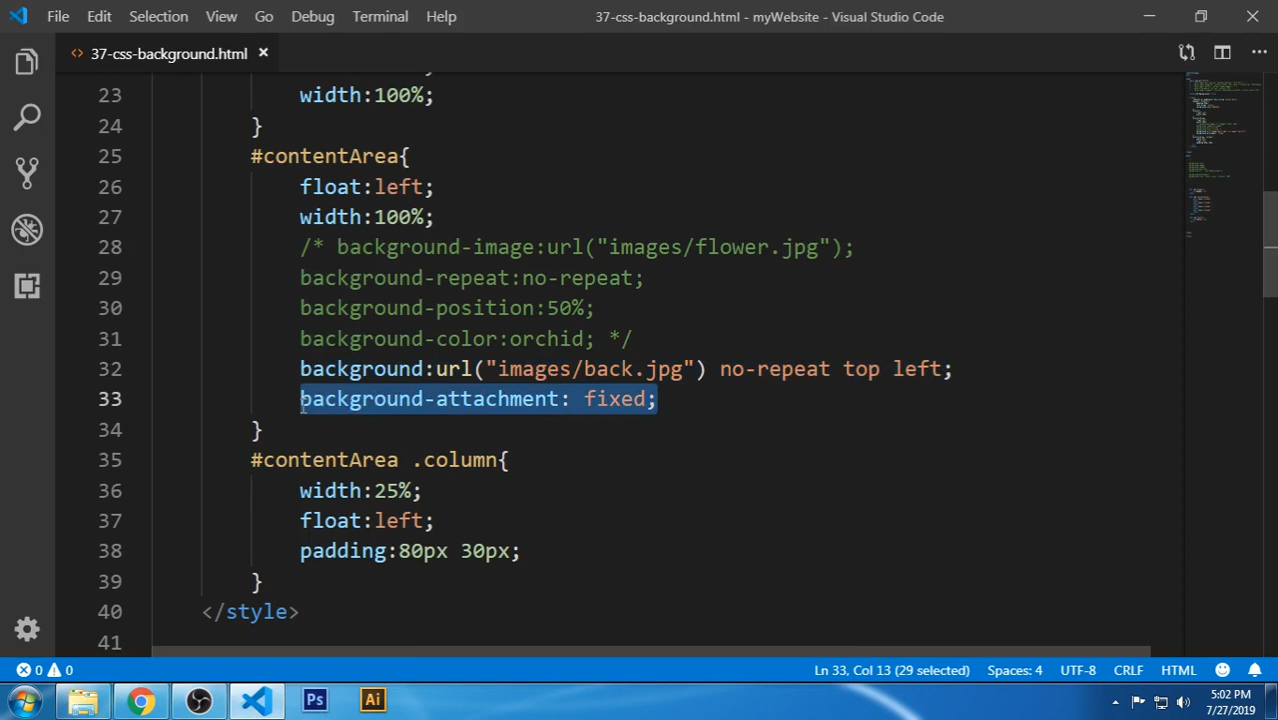 File Edit Selection View Go Debug Terminal Help 37-css-background.html - myWebsite - Visual Studio Code
37-css-background.html
23 width:100%;
24 }
25 #contentArea{
26 float:left;
27 width:100%;
28 /* background-image:url("images/flower.jpg");
29 background-repeat:no-repeat;
30 background-position:50%;
31 background-color:orchid; */
32 background:url("images/back.jpg") no-repeat top left;
33 background-attachment: fixed;
34 }
35 #contentArea .column{
36 width:25%;
37 float:left;
38 padding:80px 30px;
39 }
40 </style>
41
0 0 Ln 33, Col 13 (29 selected) Spaces: 4 UTF-8 CRLF HTML
Ps Ai
5:02 PM
7/27/2019